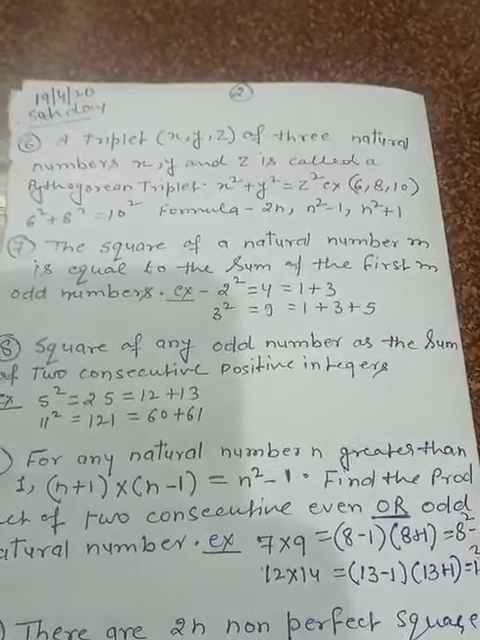 19/4/20
②
Sahday
⑥ A Triplet (x, y, z) of three natural
numbers x, y and z is called a
Pythogorean Triplet. x² + y² = z² ex (6, 8, 10)
6² + 8² = 10² Formula - 2n, n² - 1, n² + 1
⑦ The square of a natural number m
is equal to the Sum of the first m
odd numbers. ex - 2² = 4 = 1 + 3
3² = 9 = 1 + 3 + 5
⑧ Square of any odd number as the Sum
of Two consecutive positive integers
Ex 5² = 25 = 12 + 13
11² = 121 = 60 + 61
) For any natural number n greater than
1, (n+1) × (n-1) = n² - 1. Find the Prod
uct of two consecutive even OR odd
atural number. ex 7 × 9 = (8-1) (8+1) = 8² -
12 × 14 = (13-1) (13+1) = 1
) There are 2n non perfect square